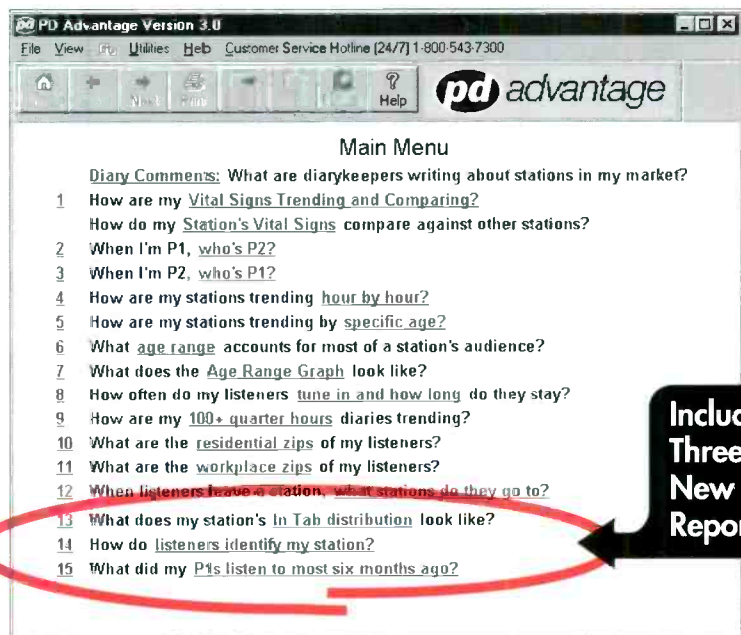 pd PD Advantage Version 3.0
File View Utilities Help Customer Service Hotline (24/7) 1-800-543-7300
Next Print Help
pd advantage
Main Menu
Diary Comments: What are diarykeepers writing about stations in my market?
1 How are my Vital Signs Trending and Comparing?
How do my Station's Vital Signs compare against other stations?
2 When I'm P1, who's P2?
3 When I'm P2, who's P1?
4 How are my stations trending hour by hour?
5 How are my stations trending by specific age?
6 What age range accounts for most of a station's audience?
7 What does the Age Range Graph look like?
8 How often do my listeners tune in and how long do they stay?
9 How are my 100+ quarter hours diaries trending?
10 What are the residential zips of my listeners?
11 What are the workplace zips of my listeners?
12 When listeners leave a station, what stations do they go to?
13 What does my station's In Tab distribution look like?
14 How do listeners identify my station?
15 What did my P1s listen to most six months ago?
Includ
Three
New
Repor